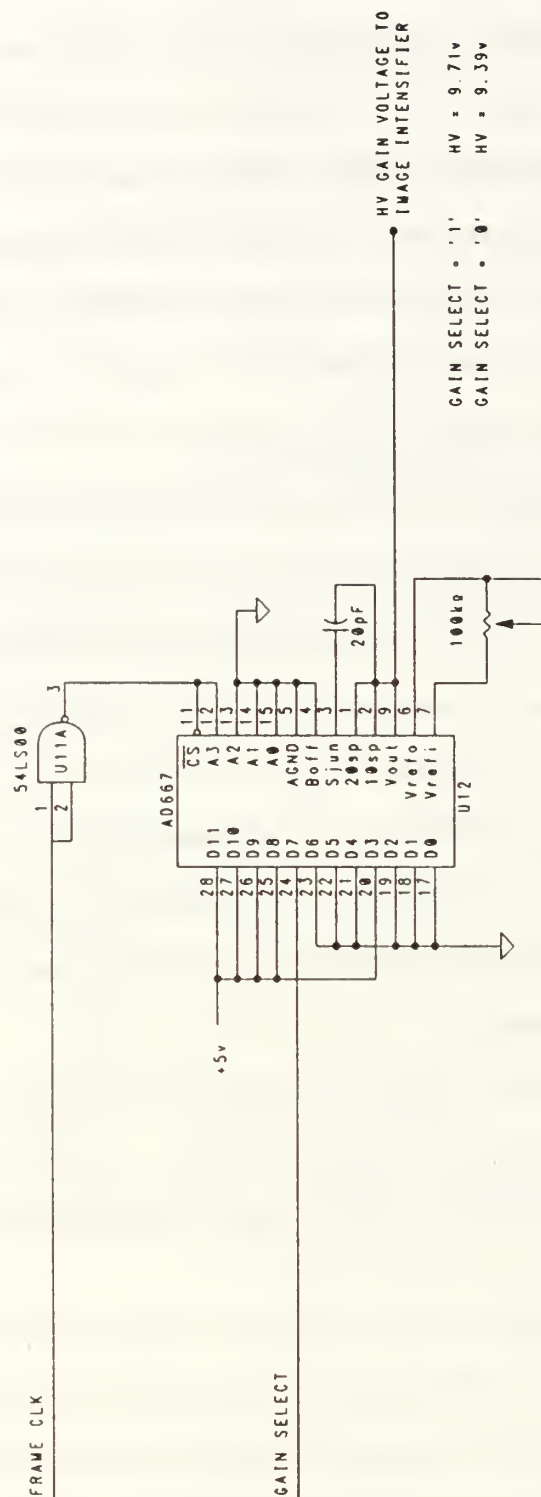 FRAME CLK
GAIN SELECT
54LS00
1
2
U11A
3
+5v
AD667
28 D11
27 D10
26 D9
25 D8
24 D7
23 D6
22 D5
21 D4
20 D3
19 D2
18 D1
17 D0
CS 11
A3 12
A2 13
A1 14
A0 15
AGND 5
Boff 4
Sjun 3
20sp 1
10sp 2
Vout 9
Vrefo 6
Vrefi 7
U12
20pF
100kΩ
HV GAIN VOLTAGE TO
IMAGE INTENSIFIER
GAIN SELECT = '1' HV = 9.71v
GAIN SELECT = '0' HV = 9.39v